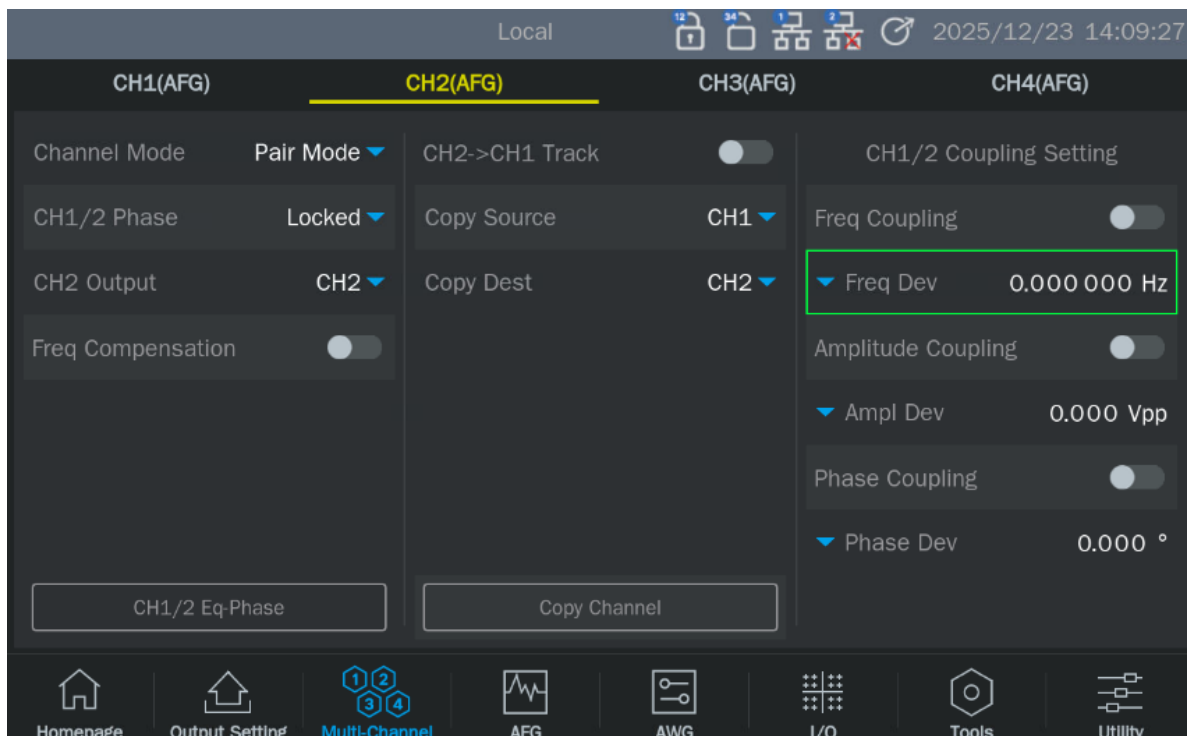 Local 12 34 1 2 2025/12/23 14:09:27
CH1(AFG) CH2(AFG) CH3(AFG) CH4(AFG)
Channel Mode Pair Mode
CH1/2 Phase Locked
CH2 Output CH2
Freq Compensation
CH1/2 Eq-Phase
CH2->CH1 Track
Copy Source CH1
Copy Dest CH2
Copy Channel
CH1/2 Coupling Setting
Freq Coupling
Freq Dev 0.000 000 Hz
Amplitude Coupling
Ampl Dev 0.000 Vpp
Phase Coupling
Phase Dev 0.000 °
1 2 3 4
Homepage Output Setting Multi-Channel AFG AWG I/O Tools Utility